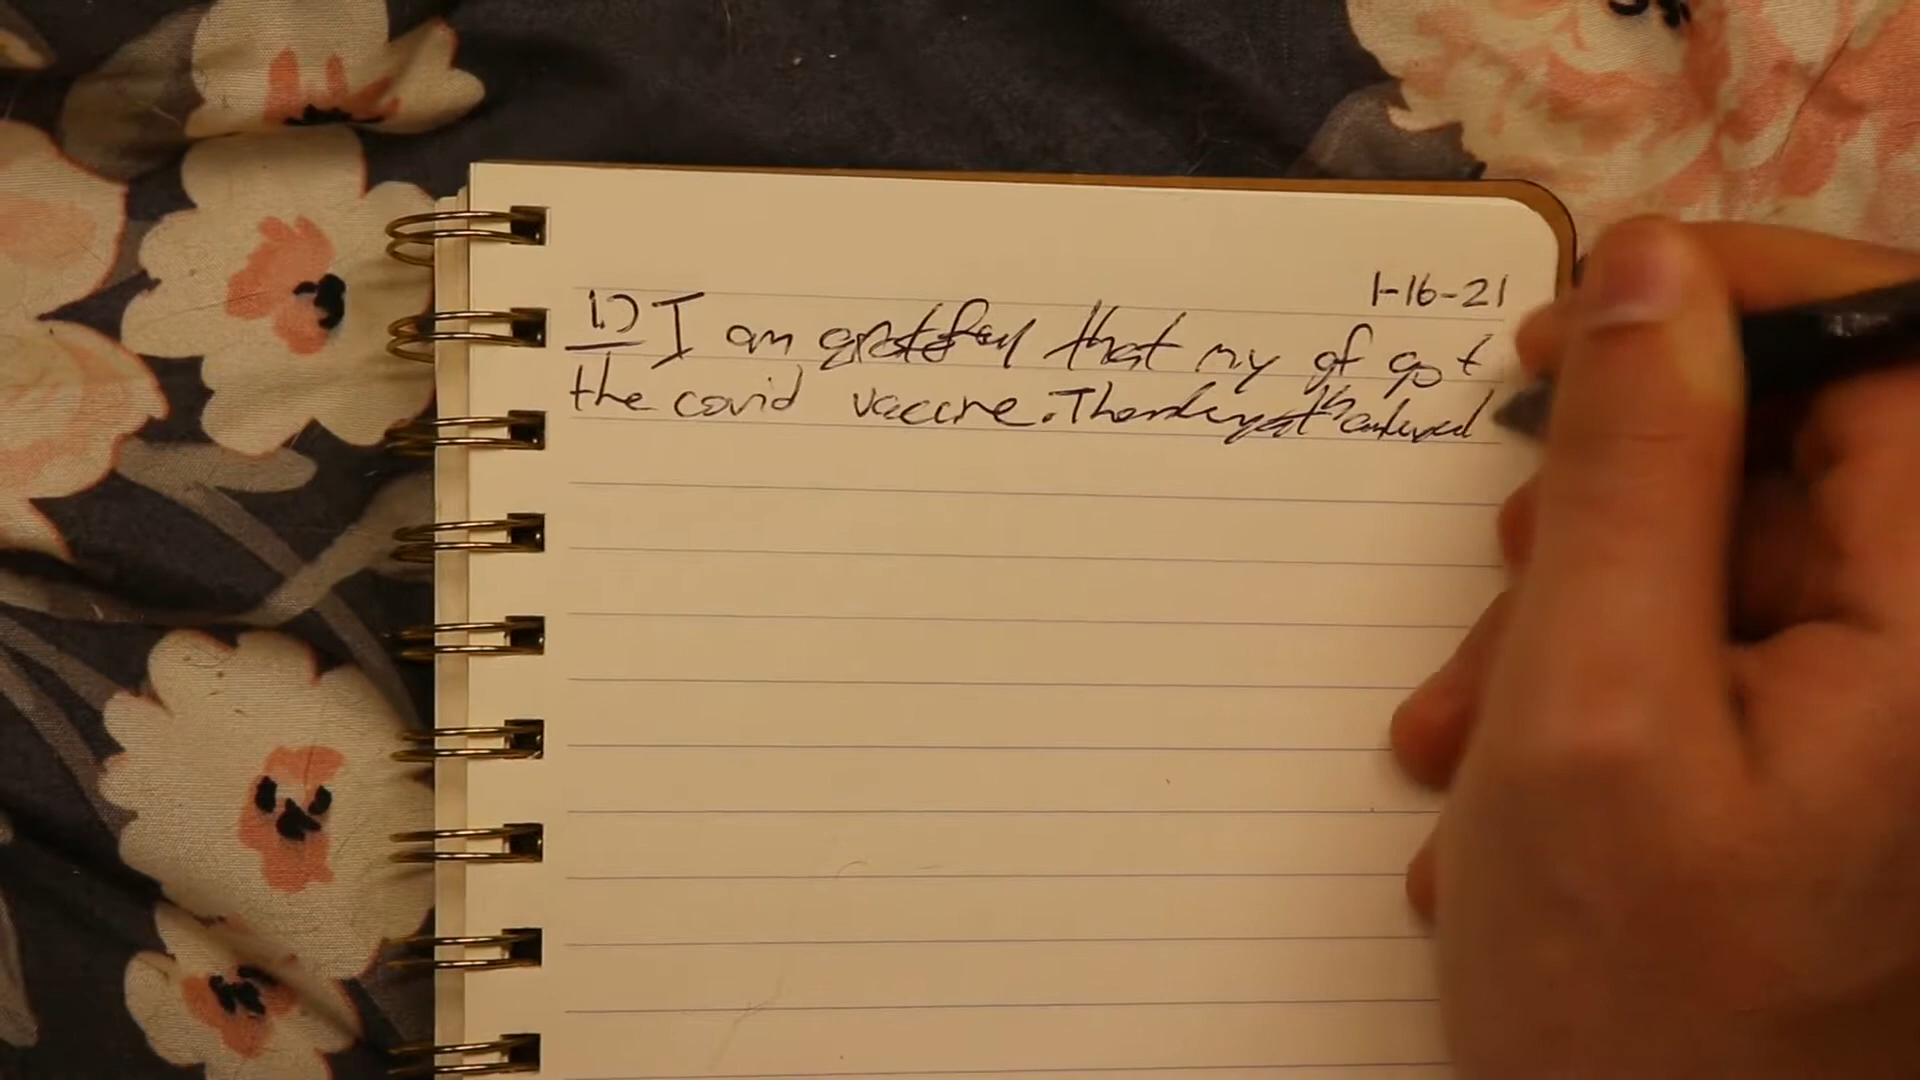 1-16-21
1.) I am grateful that my gf got
the covid vaccine.